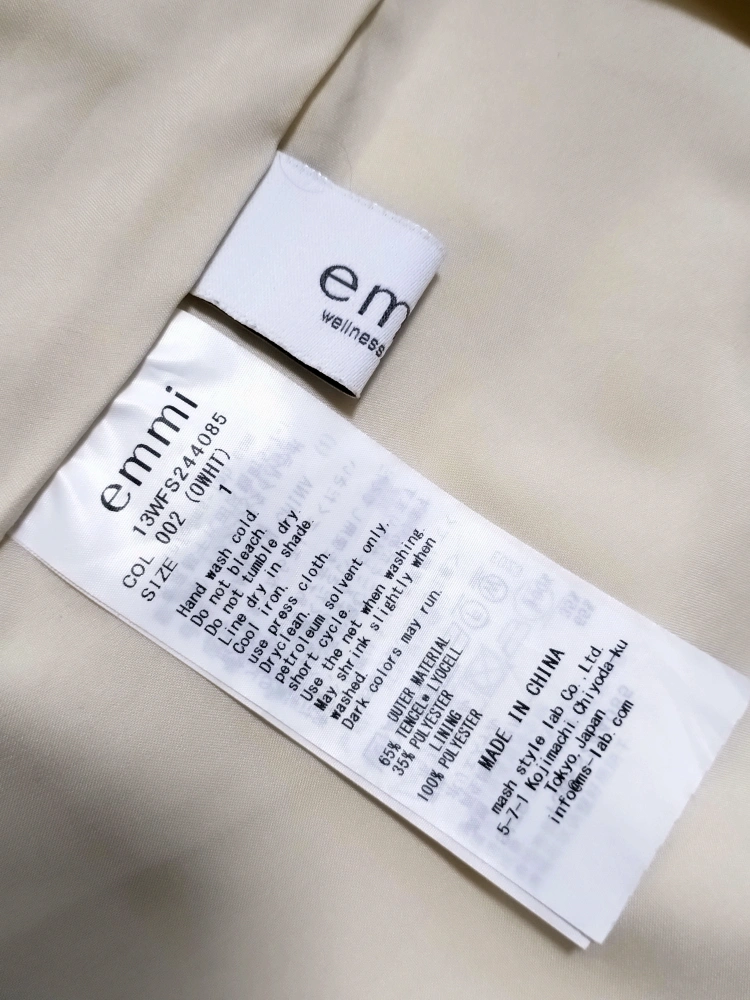 em
wellness
emmi
13WFS244085
COL 002 (OWHT)
SIZE 1
Hand wash cold.
Do not bleach.
Do not tumble dry.
Line dry in shade.
Cool iron.
use press cloth.
Dryclean.
petroleum solvent only.
short cycle.
Use the net when washing.
May shrink slightly when
washed.
Dark colors may run.
OUTER MATERIAL
65% TENCEL® LYOCELL
35% POLYESTER
LINING
100% POLYESTER
MADE IN CHINA
mash style lab Co., Ltd.
5-7-1 Kojimachi, Chiyoda-ku
Tokyo, Japan
info@ms-lab.com